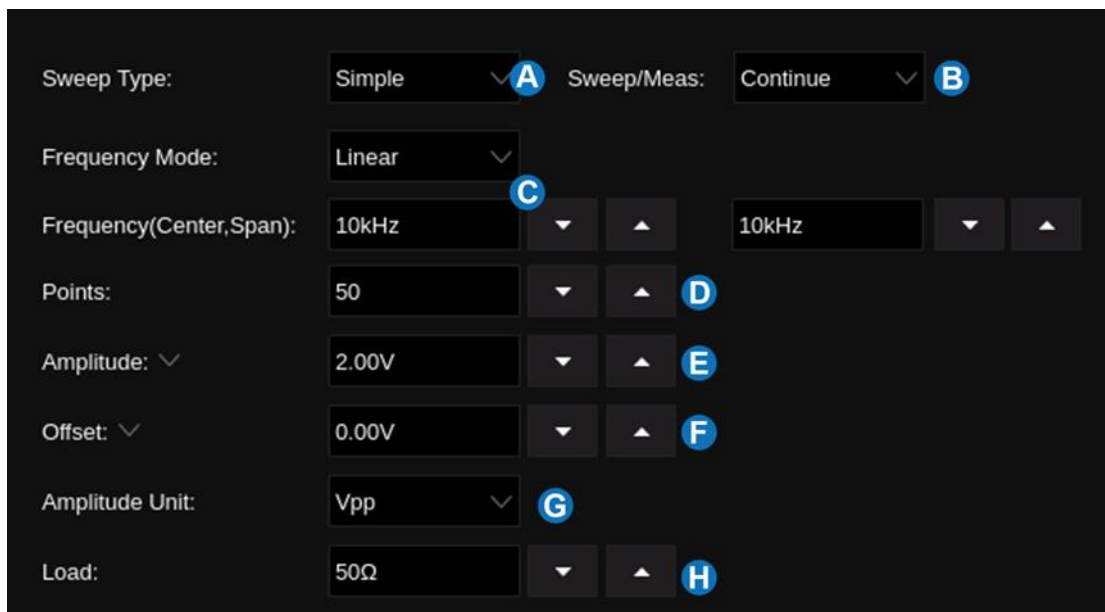 Sweep Type: Simple A Sweep/Meas: Continue B
Frequency Mode: Linear
C
Frequency(Center,Span): 10kHz 10kHz
Points: 50 D
Amplitude: 2.00V E
Offset: 0.00V F
Amplitude Unit: Vpp G
Load: 50Ω H